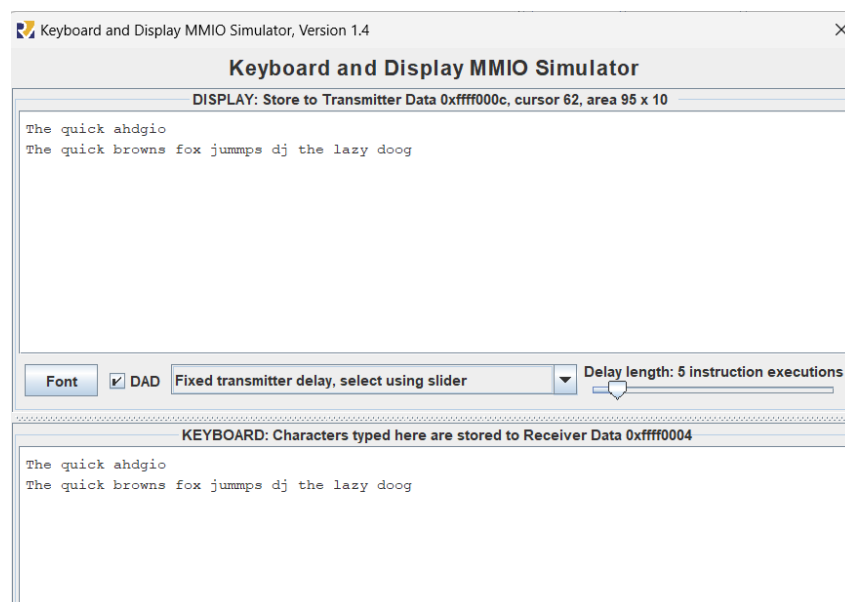 Keyboard and Display MMIO Simulator, Version 1.4
Keyboard and Display MMIO Simulator
DISPLAY: Store to Transmitter Data 0xffff000c, cursor 62, area 95 x 10
The quick ahdgio
The quick browns fox jummps dj the lazy doog
Font
DAD
Fixed transmitter delay, select using slider
Delay length: 5 instruction executions
KEYBOARD: Characters typed here are stored to Receiver Data 0xffff0004
The quick ahdgio
The quick browns fox jummps dj the lazy doog